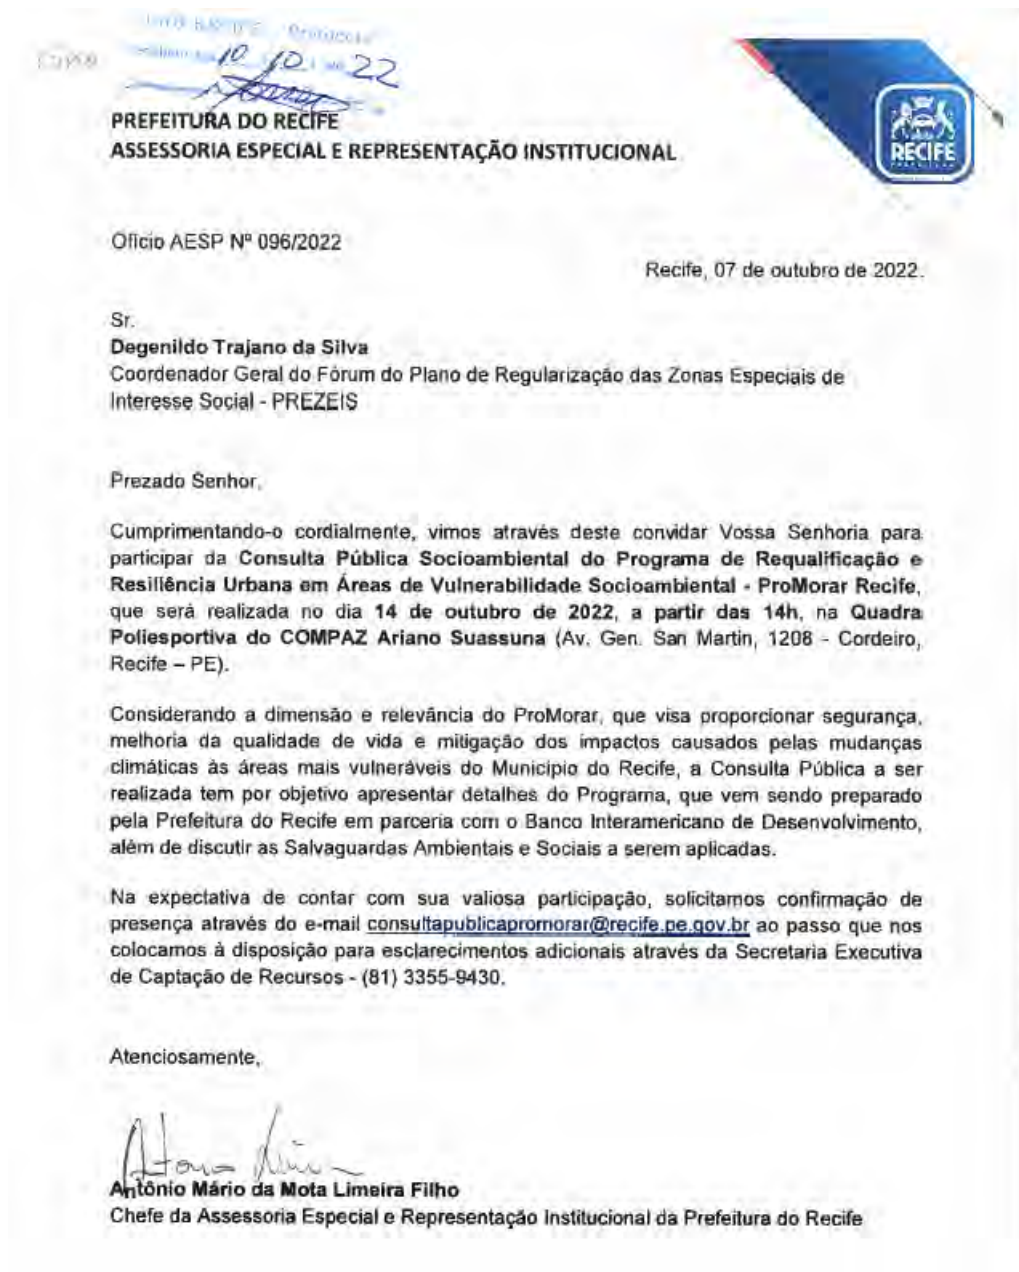 10 10 22
PREFEITURA DO RECIFE
ASSESSORIA ESPECIAL E REPRESENTAÇÃO INSTITUCIONAL
RECIFE
PREFEITURA
Ofício AESP Nº 096/2022
Recife, 07 de outubro de 2022.
Sr.
Degenildo Trajano da Silva
Coordenador Geral do Fórum do Plano de Regularização das Zonas Especiais de
Interesse Social - PREZEIS
Prezado Senhor,
Cumprimentando-o cordialmente, vimos através deste convidar Vossa Senhoria para
participar da Consulta Pública Socioambiental do Programa de Requalificação e
Resiliência Urbana em Áreas de Vulnerabilidade Socioambiental - ProMorar Recife,
que será realizada no dia 14 de outubro de 2022, a partir das 14h, na Quadra
Poliesportiva do COMPAZ Ariano Suassuna (Av. Gen. San Martin, 1208 - Cordeiro,
Recife – PE).
Considerando a dimensão e relevância do ProMorar, que visa proporcionar segurança,
melhoria da qualidade de vida e mitigação dos impactos causados pelas mudanças
climáticas às áreas mais vulneráveis do Município do Recife, a Consulta Pública a ser
realizada tem por objetivo apresentar detalhes do Programa, que vem sendo preparado
pela Prefeitura do Recife em parceria com o Banco Interamericano de Desenvolvimento,
além de discutir as Salvaguardas Ambientais e Sociais a serem aplicadas.
Na expectativa de contar com sua valiosa participação, solicitamos confirmação de
presença através do e-mail consultapublicapromorar@recife.pe.gov.br ao passo que nos
colocamos à disposição para esclarecimentos adicionais através da Secretaria Executiva
de Captação de Recursos - (81) 3355-9430.
Atenciosamente,
Antônio Mário da Mota Limeira Filho
Chefe da Assessoria Especial e Representação Institucional da Prefeitura do Recife